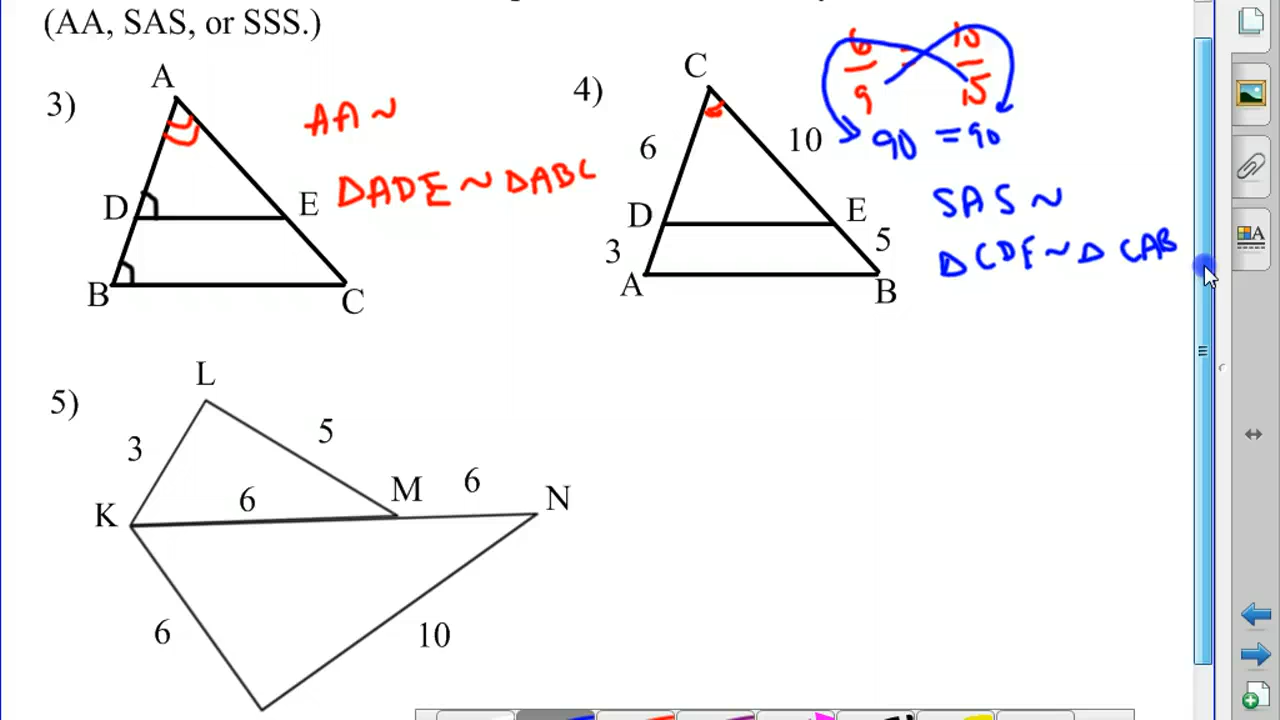 (AA, SAS, or SSS.)
3)
A
D
E
B
C
AA ~
ΔADE ~ ΔABC
4)
C
6
10
D
E
3
5
A
B
6/9 = 10/15
90 = 90
SAS ~
ΔCDE ~ Δ CAB
5)
L
3
5
6
M
6
N
K
6
10